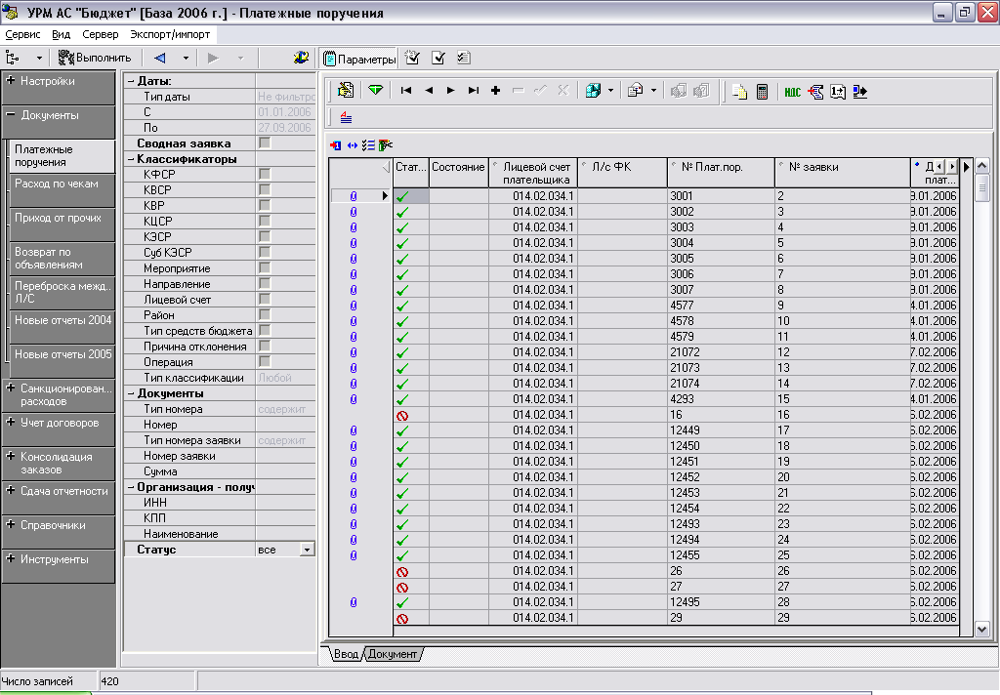 УРМ АС "Бюджет" [База 2006 г.] - Платежные поручения
Сервис Вид Сервер Экспорт/импорт
Выполнить
Параметры
НДС
Настройки
Документы
Платежные
поручения
Расход по чекам
Приход от прочих
Возврат по
объявлениям
Переброска межд..
Л/С
Новые отчеты 2004
Новые отчеты 2005
Санкционирован...
расходов
Учет договоров
Консолидация
заказов
Сдача отчетности
Справочники
Инструменты
Даты:
Тип даты Не фильтро
С 01.01.2006
По 27.09.2006
Сводная заявка
Классификаторы
КФСР
КВСР
КВР
КЦСР
КЭСР
Суб КЭСР
Мероприятие
Направление
Лицевой счет
Район
Тип средств бюджета
Причина отклонения
Операция
Тип классификации Любой
Документы
Тип номера содержит
Номер
Тип номера заявки содержит
Номер заявки
Сумма
Организация - получ
ИНН
КПП
Наименование
Статус все
Стат... Состояние Лицевой счет плательщика Л/с ФК № Плат.пор. № заявки Д плат...
014.02.034.1 3001 2 9.01.2006
014.02.034.1 3002 3 9.01.2006
014.02.034.1 3003 4 9.01.2006
014.02.034.1 3004 5 9.01.2006
014.02.034.1 3005 6 9.01.2006
014.02.034.1 3006 7 9.01.2006
014.02.034.1 3007 8 9.01.2006
014.02.034.1 4577 9 4.01.2006
014.02.034.1 4578 10 4.01.2006
014.02.034.1 4579 11 4.01.2006
014.02.034.1 21072 12 7.02.2006
014.02.034.1 21073 13 7.02.2006
014.02.034.1 21074 14 7.02.2006
014.02.034.1 4293 15 4.01.2006
014.02.034.1 16 16 6.02.2006
014.02.034.1 12449 17 6.02.2006
014.02.034.1 12450 18 6.02.2006
014.02.034.1 12451 19 6.02.2006
014.02.034.1 12452 20 6.02.2006
014.02.034.1 12453 21 6.02.2006
014.02.034.1 12454 22 6.02.2006
014.02.034.1 12493 23 6.02.2006
014.02.034.1 12494 24 6.02.2006
014.02.034.1 12455 25 6.02.2006
014.02.034.1 26 26 6.02.2006
014.02.034.1 27 27 6.02.2006
014.02.034.1 12495 28 6.02.2006
014.02.034.1 29 29 6.02.2006
Ввод Документ
Число записей 420